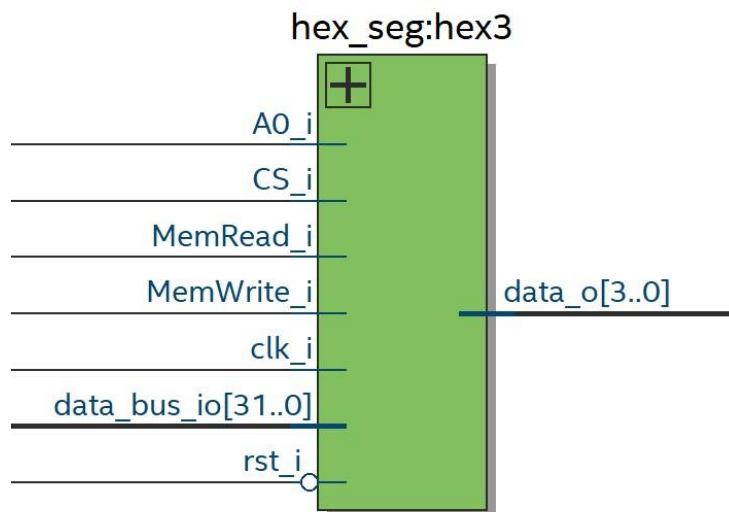 hex_seg:hex3
A0_i
CS_i
MemRead_i
MemWrite_i
data_o[3..0]
clk_i
data_bus_io[31..0]
rst_i